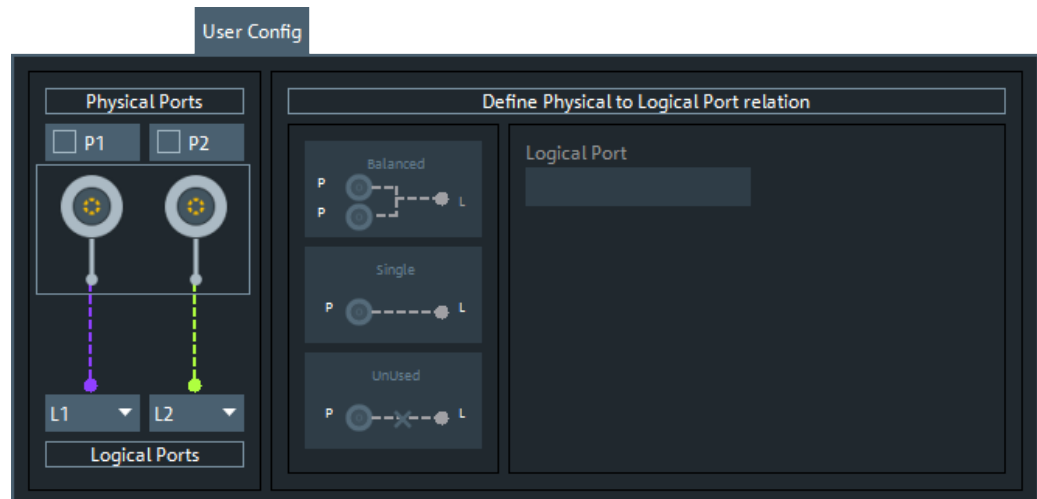 User Config
Physical Ports
P1
P2
L1
L2
Logical Ports
Define Physical to Logical Port relation
Balanced
P
P
L
Single
P
L
UnUsed
P
L
Logical Port